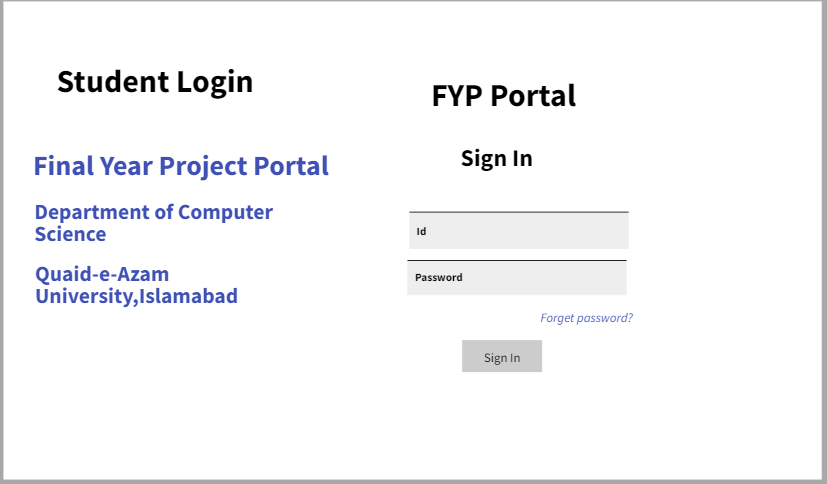 Student Login
Final Year Project Portal
Department of Computer
Science
Quaid-e-Azam
University,Islamabad
FYP Portal
Sign In
Id
Password
Forget password?
Sign In